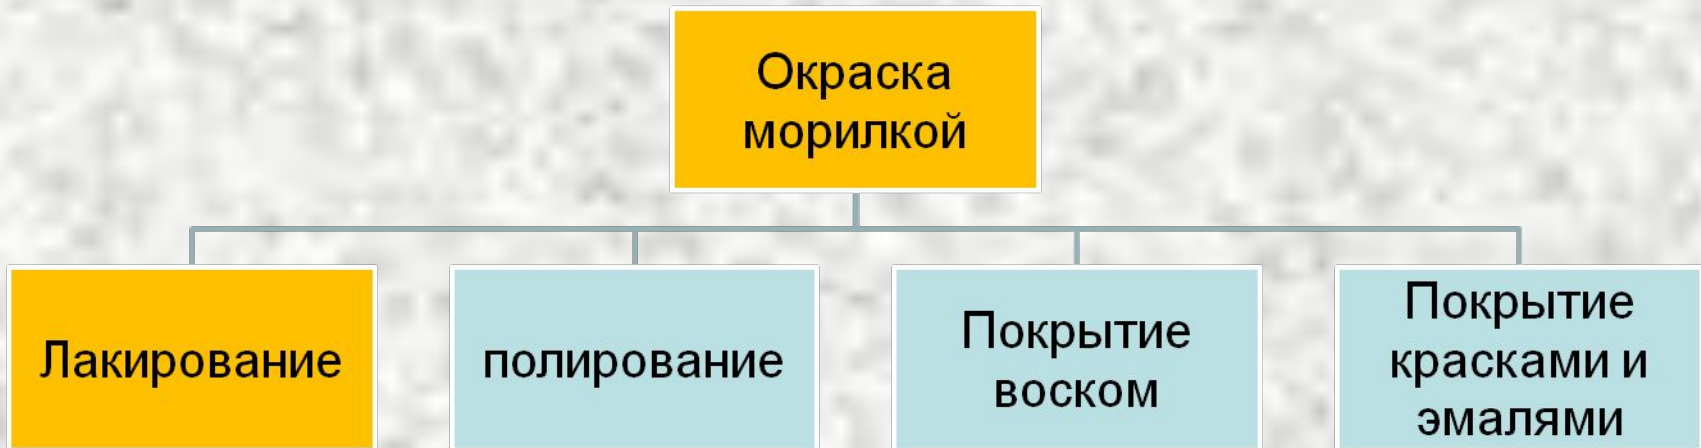 Окраска
морилкой
Лакирование
полирование
Покрытие
воском
Покрытие
красками и
эмалями